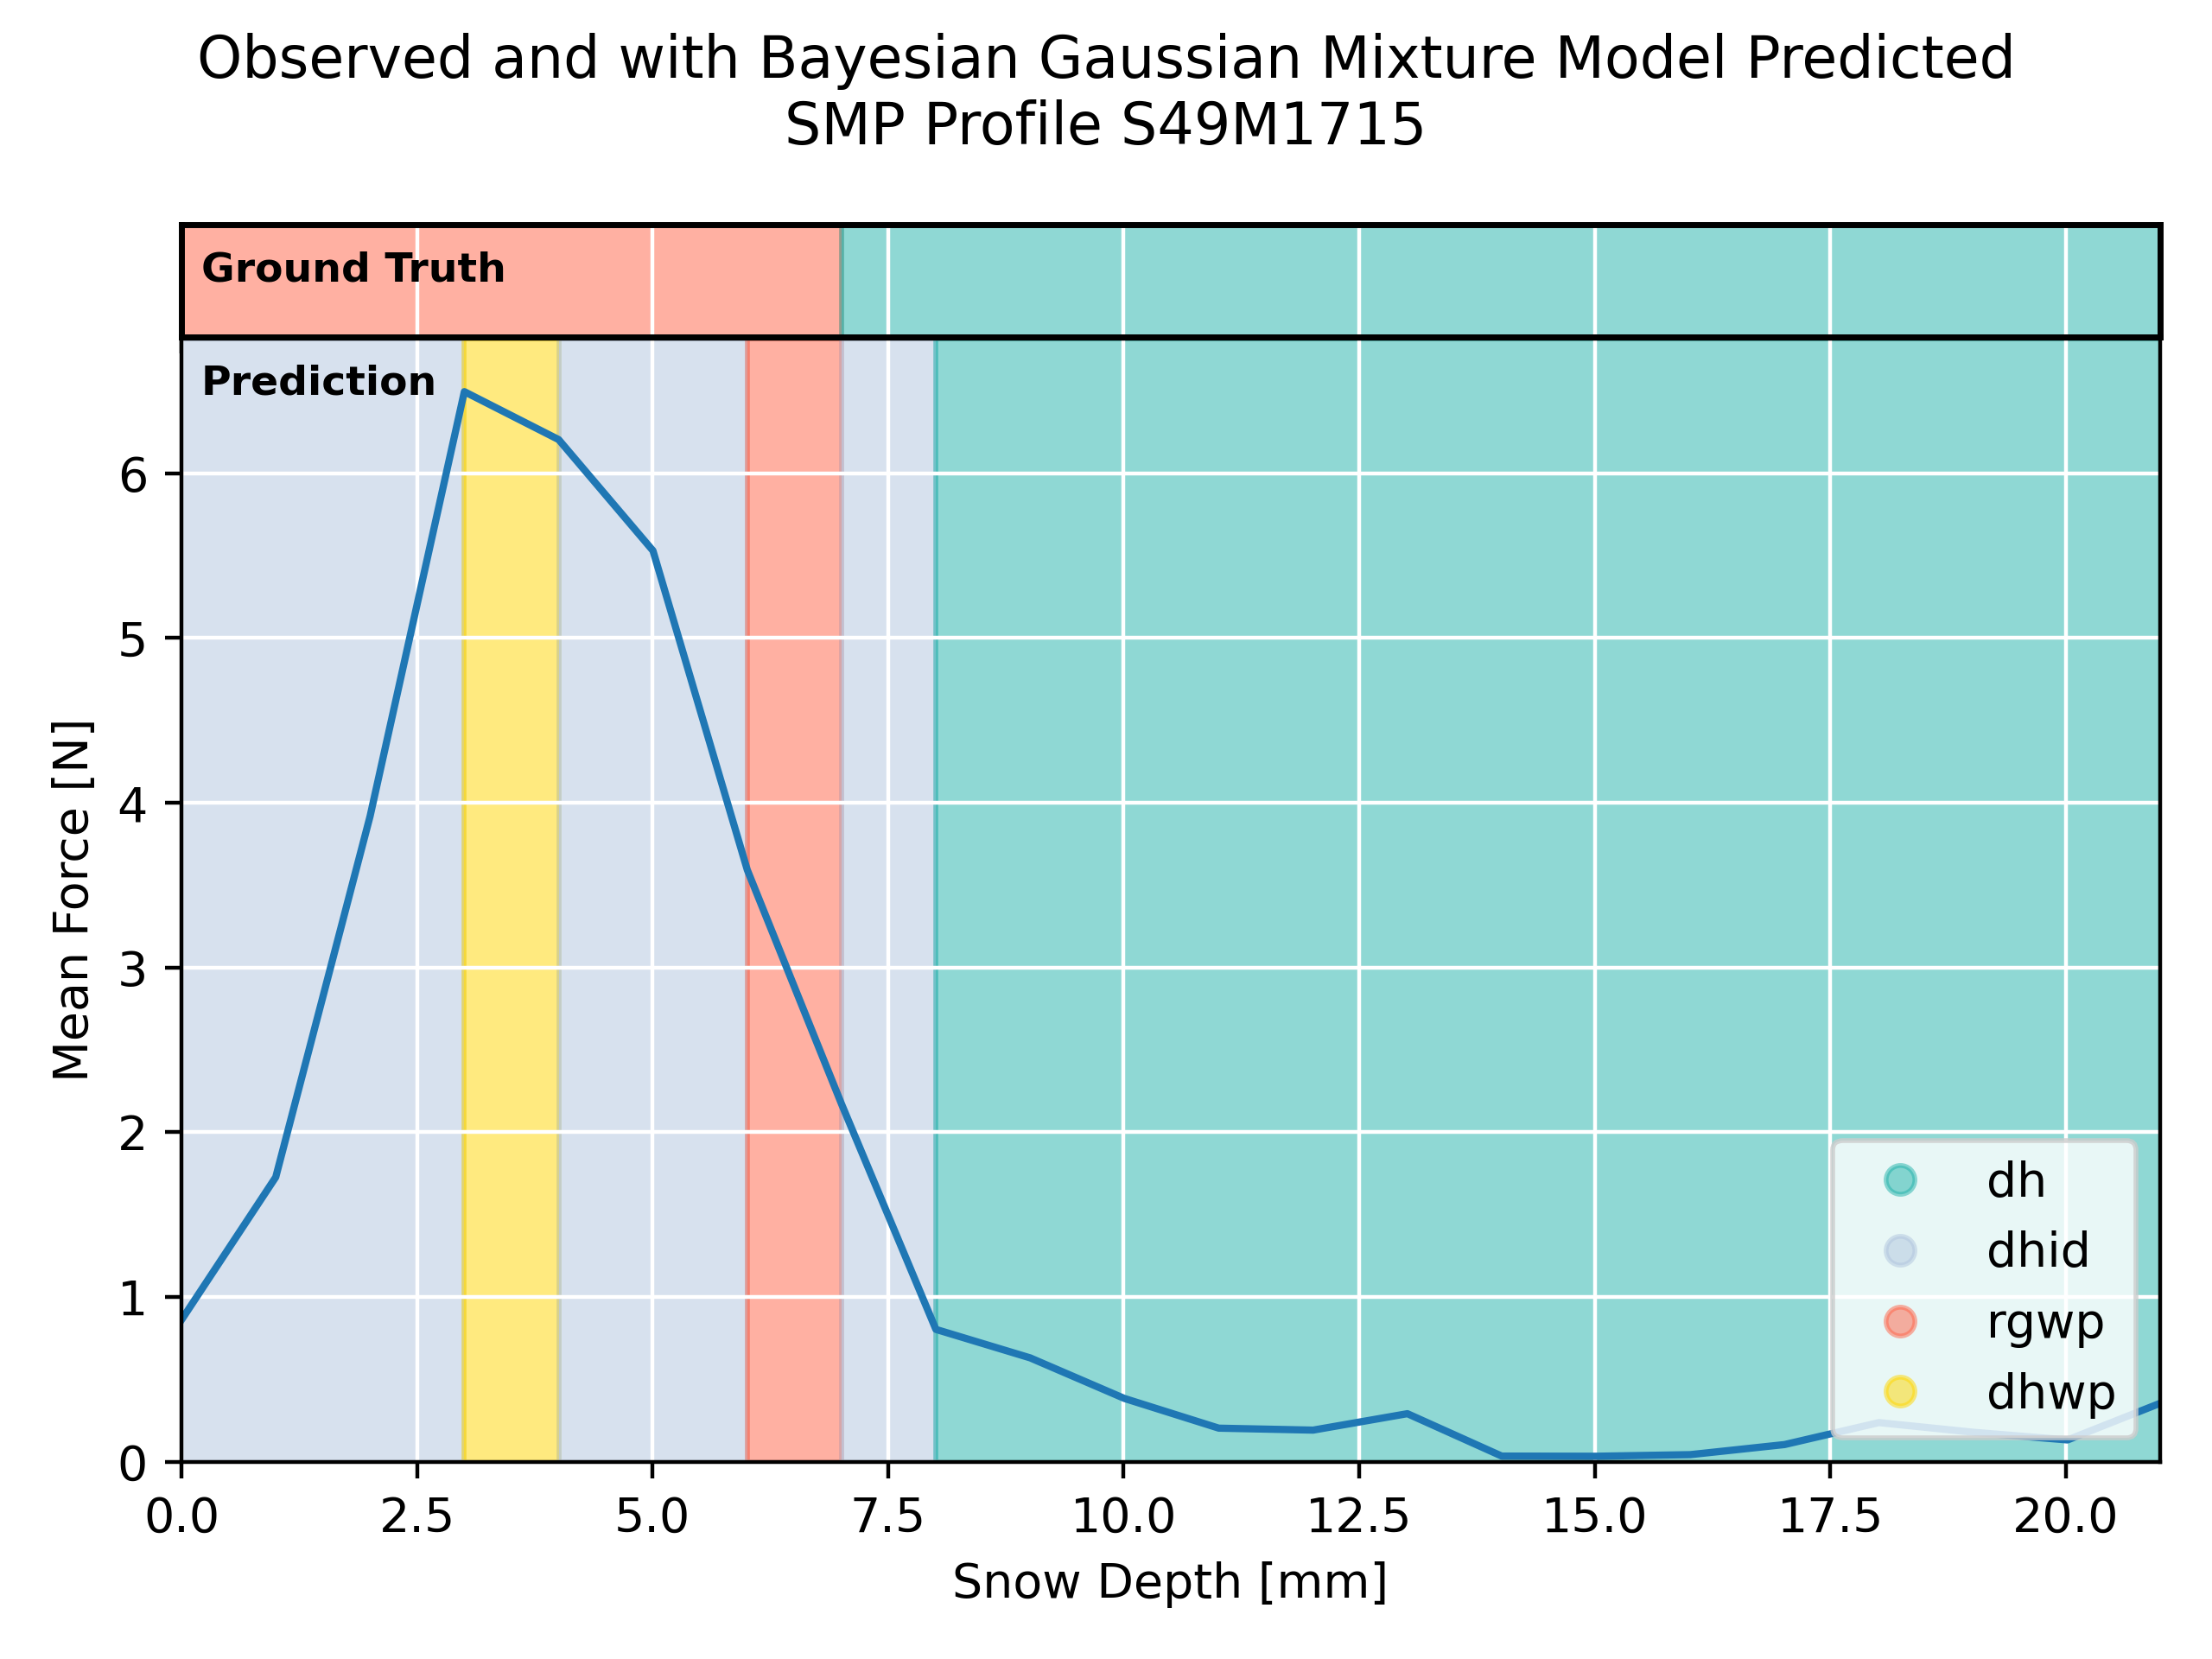 Observed and with Bayesian Gaussian Mixture Model Predicted
SMP Profile S49M1715
Ground Truth
Prediction
6
5
4
3
2
1
0
Mean Force [N]
dh
dhid
rgwp
dhwp
0.0 2.5 5.0 7.5 10.0 12.5 15.0 17.5 20.0
Snow Depth [mm]